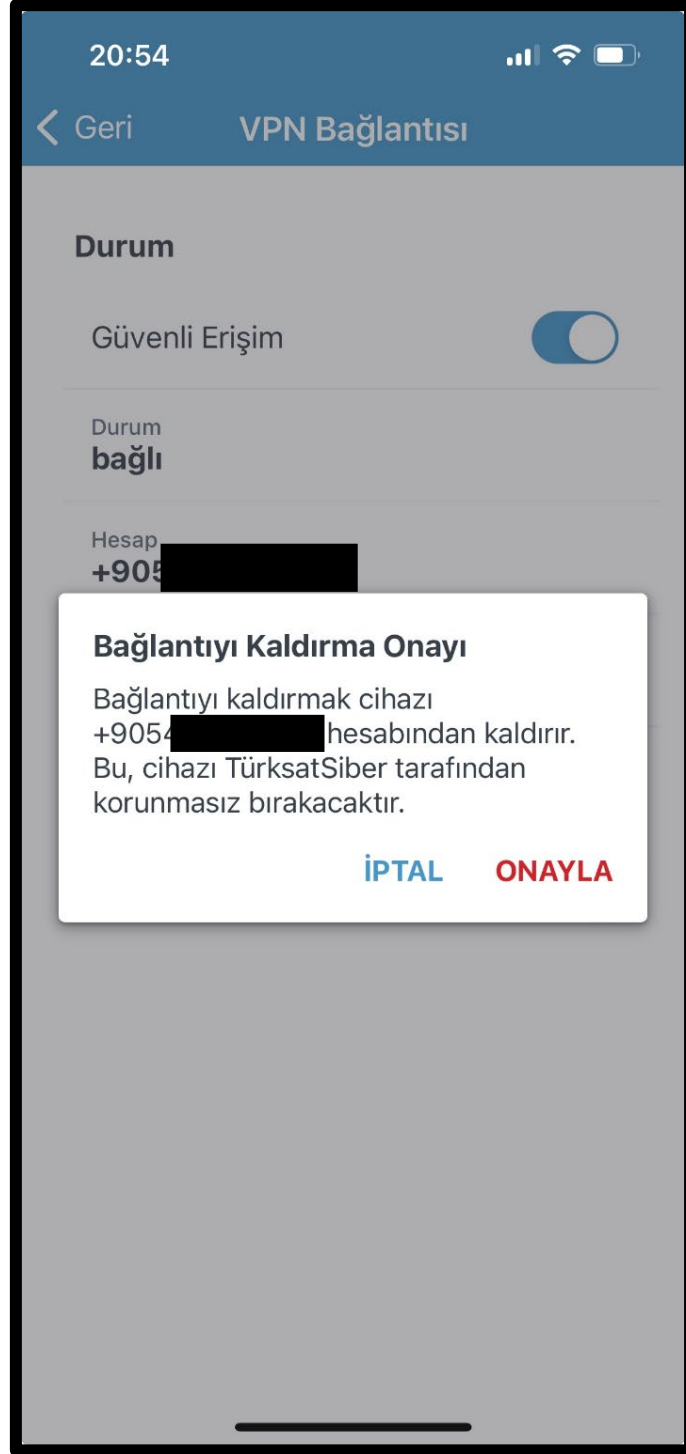 20:54
Geri VPN Bağlantısı
Durum
Güvenli Erişim
Durum
bağlı
Hesap
+905
Bağlantıyı Kaldırma Onayı
Bağlantıyı kaldırmak cihazı
+9054 hesabından kaldırır.
Bu, cihazı TürksatSiber tarafından
korunmasız bırakacaktır.
İPTAL ONAYLA